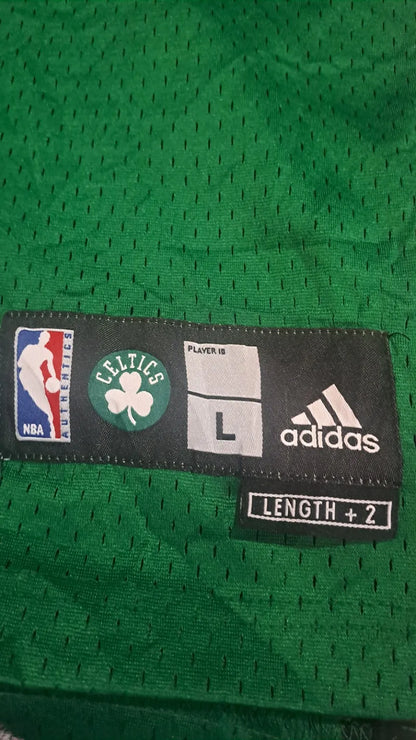 NBA
AUTHENTICS
CELTICS
PLAYER ID
L
adidas
LENGTH + 2